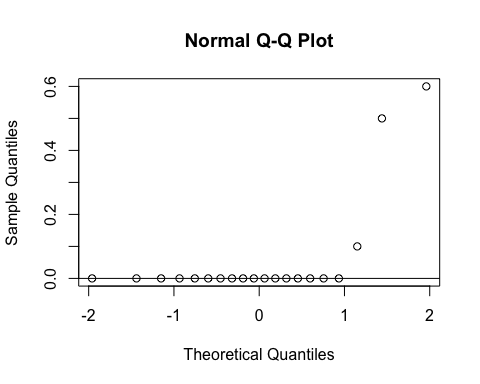 Normal Q-Q Plot
Sample Quantiles
0.6
0.4
0.2
0.0
-2 -1 0 1 2
Theoretical Quantiles